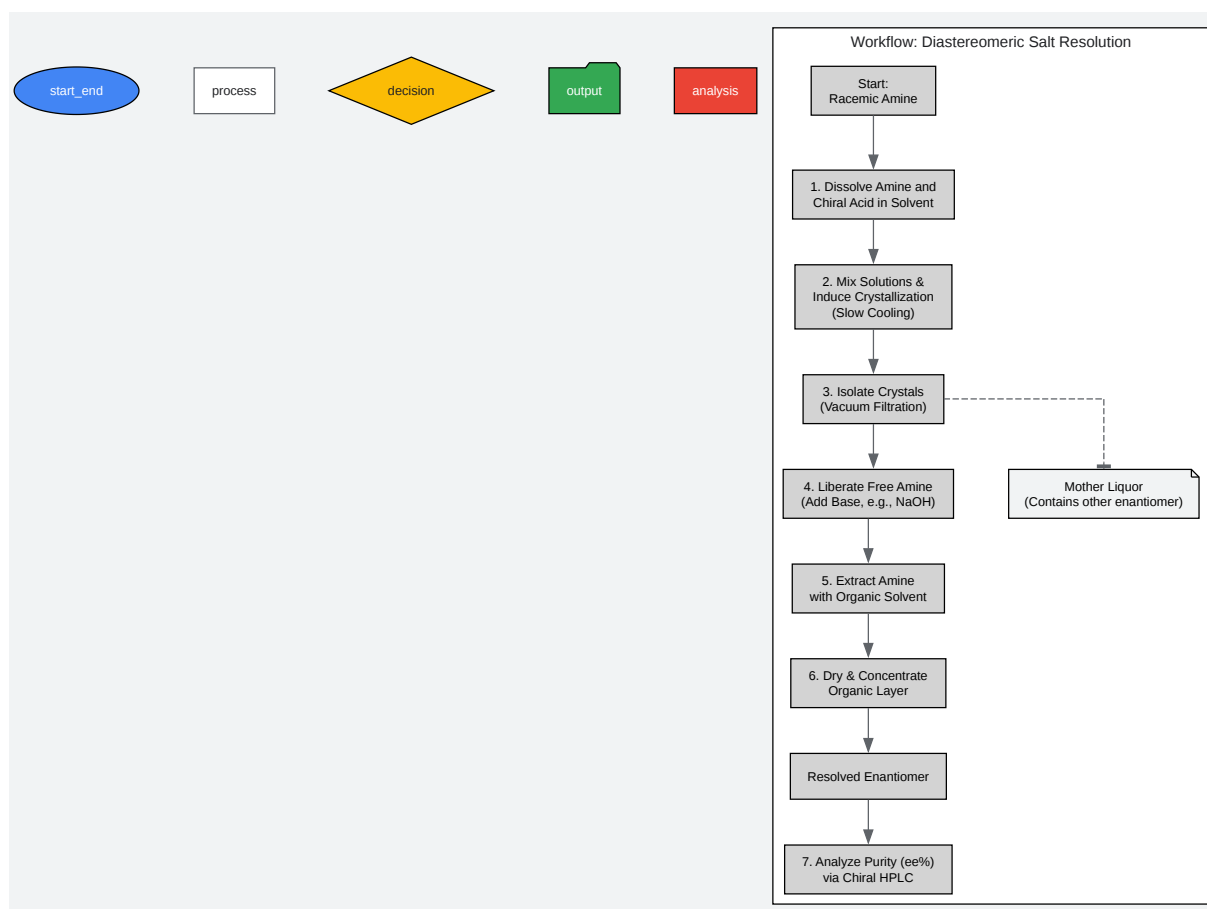 start_end
process
decision
output
analysis
Workflow: Diastereomeric Salt Resolution
Start:
Racemic Amine
1. Dissolve Amine and
Chiral Acid in Solvent
2. Mix Solutions &
Induce Crystallization
(Slow Cooling)
3. Isolate Crystals
(Vacuum Filtration)
4. Liberate Free Amine
(Add Base, e.g., NaOH)
Mother Liquor
(Contains other enantiomer)
5. Extract Amine
with Organic Solvent
6. Dry & Concentrate
Organic Layer
Resolved Enantiomer
7. Analyze Purity (ee%)
via Chiral HPLC